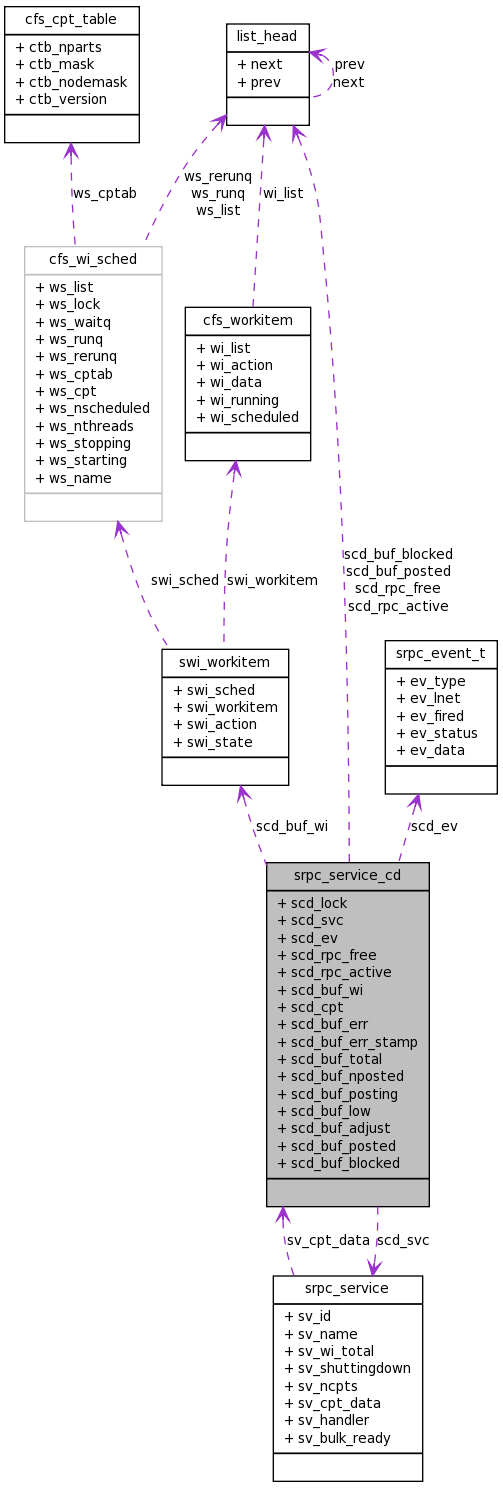 cfs_cpt_table
+ ctb_nparts
+ ctb_mask
+ ctb_nodemask
+ ctb_version
list_head
+ next
+ prev
prev
next
ws_cptab
ws_rerunq
ws_runq
ws_list
wi_list
cfs_wi_sched
+ ws_list
+ ws_lock
+ ws_waitq
+ ws_runq
+ ws_rerunq
+ ws_cptab
+ ws_cpt
+ ws_nscheduled
+ ws_nthreads
+ ws_stopping
+ ws_starting
+ ws_name
cfs_workitem
+ wi_list
+ wi_action
+ wi_data
+ wi_running
+ wi_scheduled
swi_sched
swi_workitem
scd_buf_blocked
scd_buf_posted
scd_rpc_free
scd_rpc_active
swi_workitem
+ swi_sched
+ swi_workitem
+ swi_action
+ swi_state
srpc_event_t
+ ev_type
+ ev_lnet
+ ev_fired
+ ev_status
+ ev_data
scd_buf_wi
scd_ev
srpc_service_cd
+ scd_lock
+ scd_svc
+ scd_ev
+ scd_rpc_free
+ scd_rpc_active
+ scd_buf_wi
+ scd_cpt
+ scd_buf_err
+ scd_buf_err_stamp
+ scd_buf_total
+ scd_buf_nposted
+ scd_buf_posting
+ scd_buf_low
+ scd_buf_adjust
+ scd_buf_posted
+ scd_buf_blocked
sv_cpt_data
scd_svc
srpc_service
+ sv_id
+ sv_name
+ sv_wi_total
+ sv_shuttingdown
+ sv_ncpts
+ sv_cpt_data
+ sv_handler
+ sv_bulk_ready